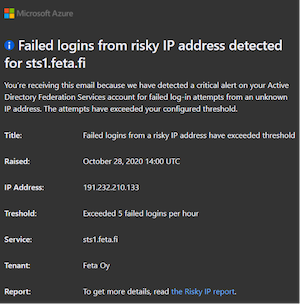 Microsoft Azure
Failed logins from risky IP address detected
for sts1.feta.fi
You're receiving this email because we have detected a critical alert on your Active
Directory Federation Services account for failed log-in attempts from an unknown
IP address. The attempts have exceeded your configured threshold.
Title: Failed logins from a risky IP address have exceeded threshold
Raised: October 28, 2020 14:00 UTC
IP Address: 191.232.210.133
Treshold: Exceeded 5 failed logins per hour
Service: sts1.feta.fi
Tenant: Feta Oy
Report: To get more details, read the Risky IP report.